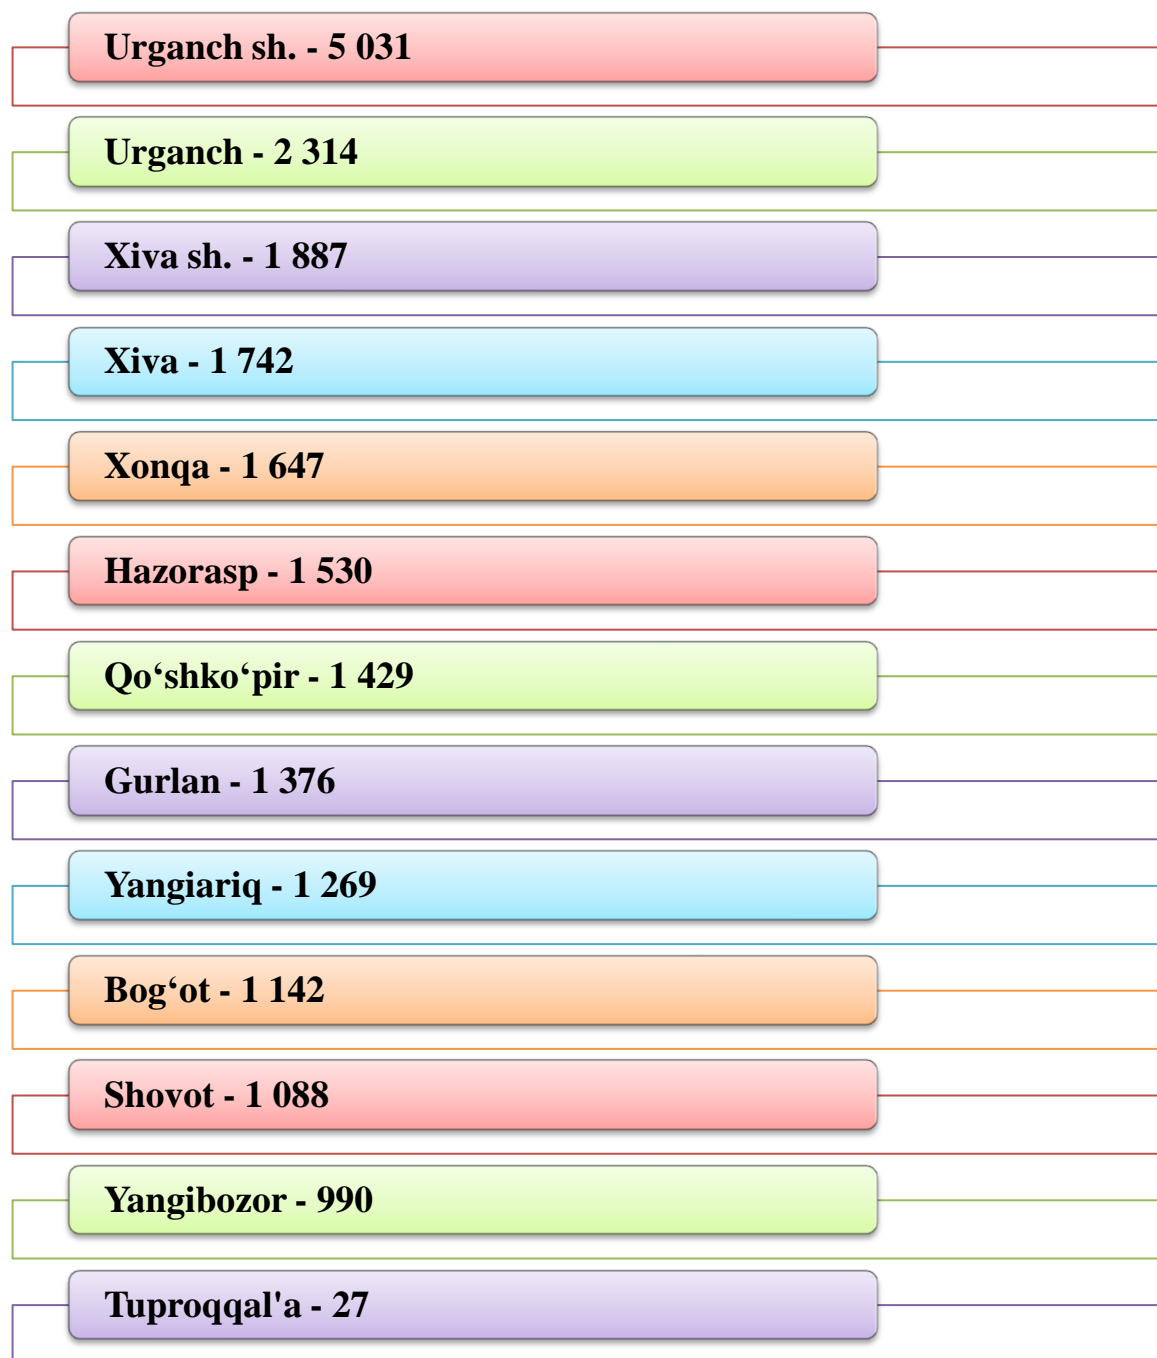 Urganch sh. - 5 031
Urganch - 2 314
Xiva sh. - 1 887
Xiva - 1 742
Xonqa - 1 647
Hazorasp - 1 530
Qo‘shko‘pir - 1 429
Gurlan - 1 376
Yangiariq - 1 269
Bog‘ot - 1 142
Shovot - 1 088
Yangibozor - 990
Tuproqqal'a - 27